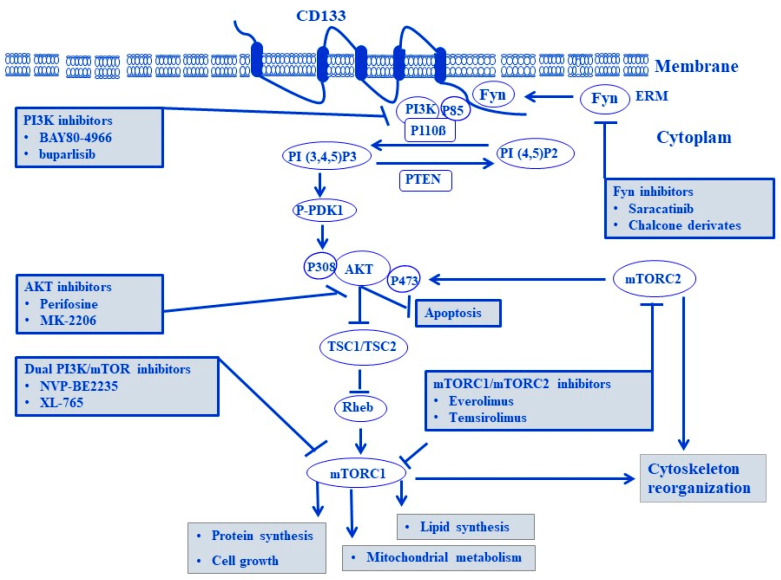 CD133
Membrane
Fyn
Fyn
ERM
PI3K
P85
P110ß
Cytoplam
PI3K inhibitors
• BAY80-4966
• buparlisib
PI (3,4,5)P3
PI (4,5)P2
PTEN
Fyn inhibitors
• Saracatinib
• Chalcone derivates
P-PDK1
P308
AKT
P473
mTORC2
AKT inhibitors
• Perifosine
• MK-2206
Apoptosis
TSC1/TSC2
Dual PI3K/mTOR inhibitors
• NVP-BE2235
• XL-765
mTORC1/mTORC2 inhibitors
• Everolimus
• Temsirolimus
Rheb
mTORC1
Cytoskeleton
reorganization
• Lipid synthesis
• Protein synthesis
• Cell growth
• Mitochondrial metabolism